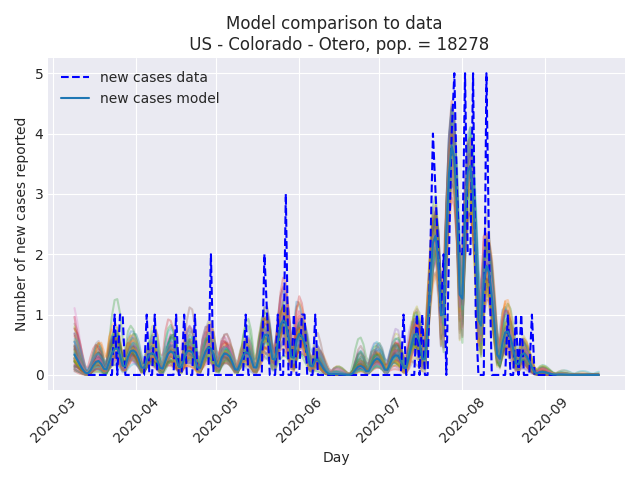 Model comparison to data
US - Colorado - Otero, pop. = 18278
new cases data
new cases model
Number of new cases reported
5
4
3
2
1
0
2020-03
2020-04
2020-05
2020-06
2020-07
2020-08
2020-09
Day